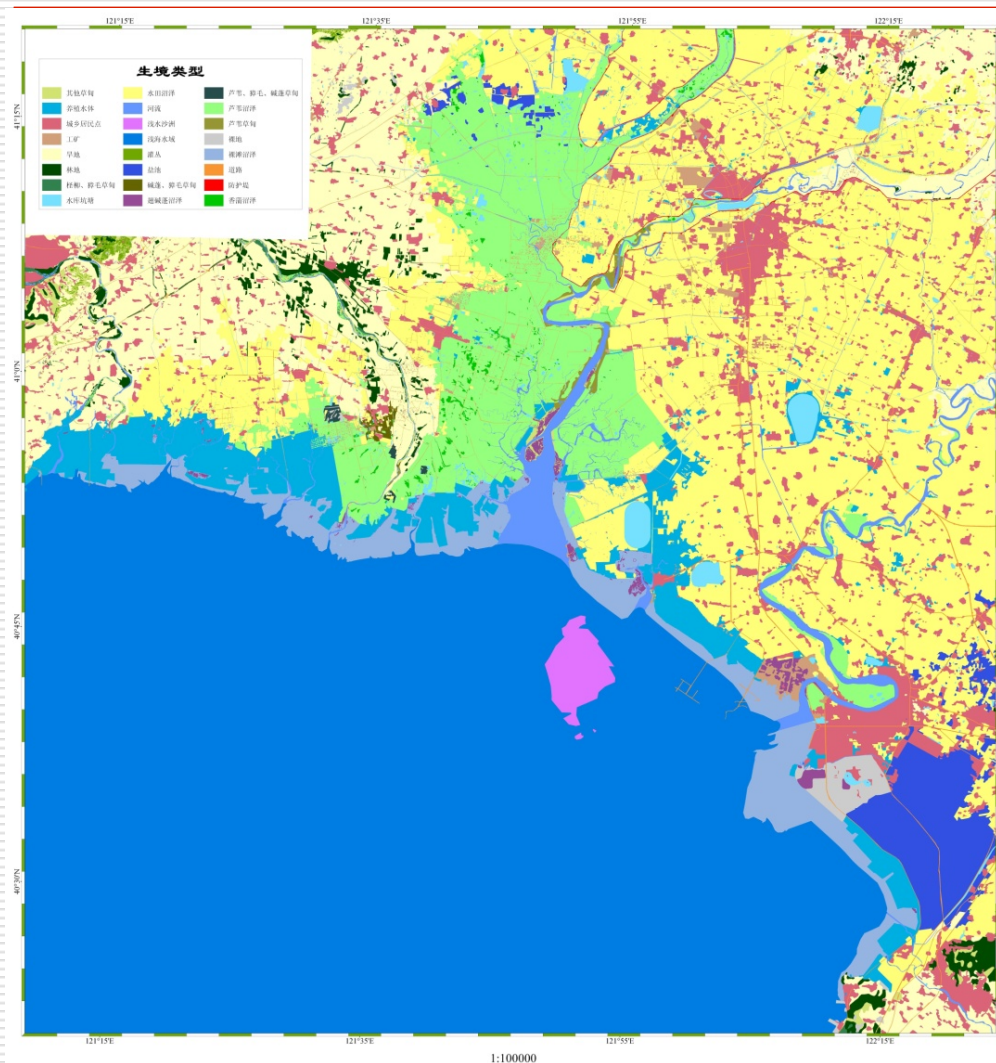 121°15'E 121°35'E 121°55'E 122°15'E
生境类型
其他草甸 水田沼泽 芦苇、獐毛、碱蓬草甸
养殖水体 河流 芦苇沼泽
城乡居民点 浅水沙洲 芦苇草甸
工矿 浅海水域 裸地
旱地 灌丛 裸滩沼泽
林地 盐池 道路
柽柳、獐毛草甸 碱蓬、獐毛草甸 防护堤
水库坑塘 翅碱蓬沼泽 香蒲沼泽
41°15'N
41°0'N
40°45'N
40°30'N
121°15'E 121°35'E 121°55'E 122°15'E
1:100000